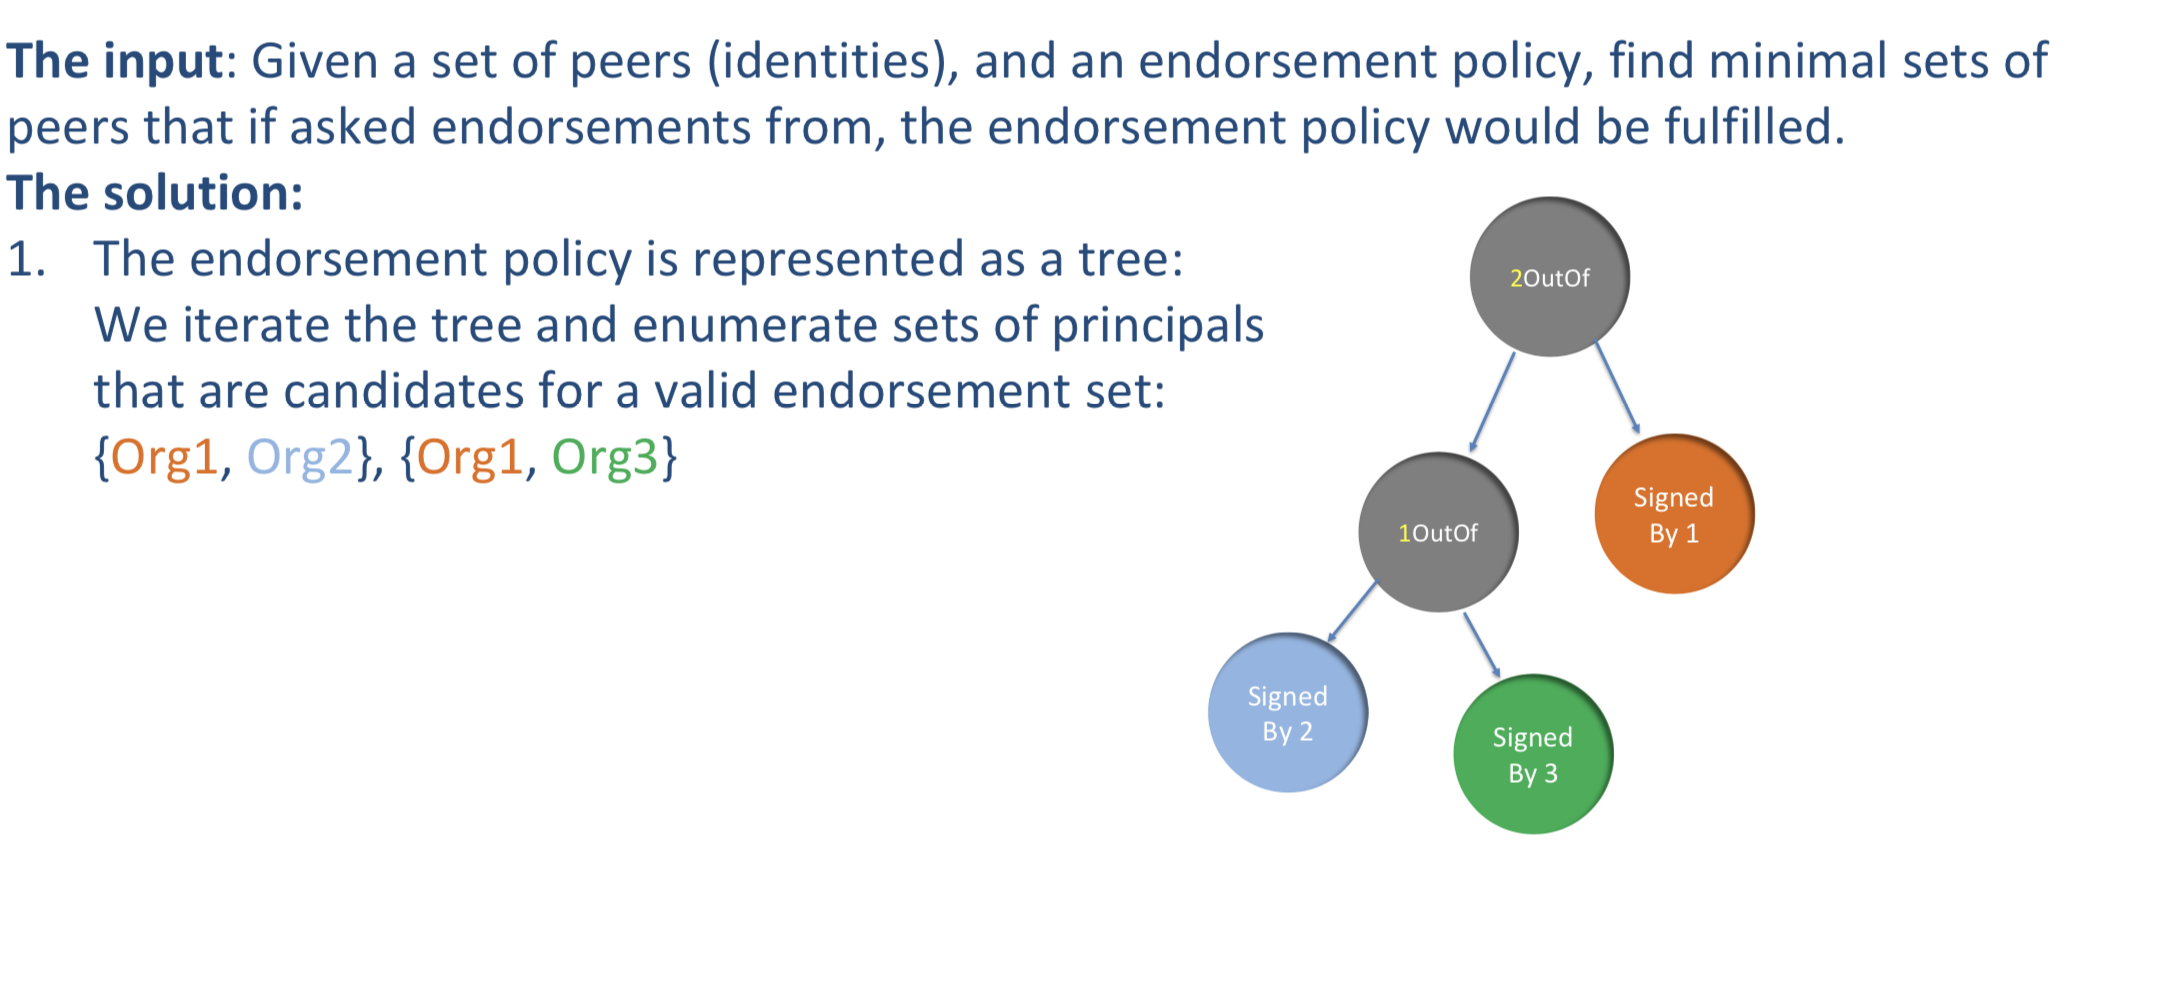 The input: Given a set of peers (identities), and an endorsement policy, find minimal sets of
peers that if asked endorsements from, the endorsement policy would be fulfilled.
The solution:
1. The endorsement policy is represented as a tree:
We iterate the tree and enumerate sets of principals
that are candidates for a valid endorsement set:
{Org1, Org2}, {Org1, Org3}
2OutOf
1OutOf
Signed
By 1
Signed
By 2
Signed
By 3